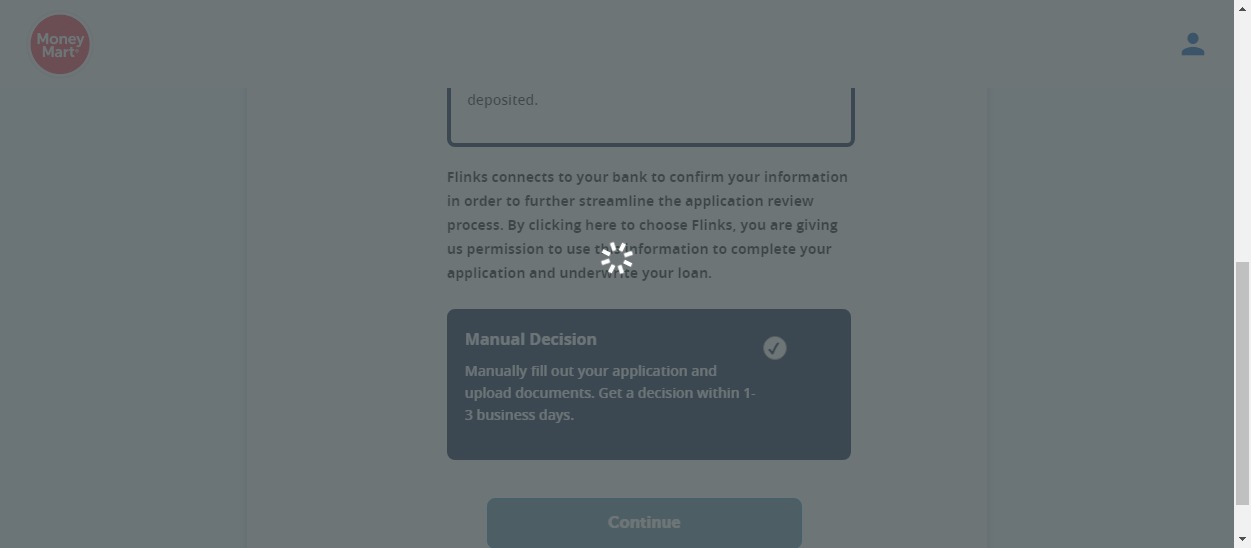 Money
Mart
deposited.
Flinks connects to your bank to confirm your information
in order to further streamline the application review
process. By clicking here to choose Flinks, you are giving
us permission to use this information to complete your
application and underwrite your loan.
Manual Decision
Manually fill out your application and
upload documents. Get a decision within 1-
3 business days.
Continue